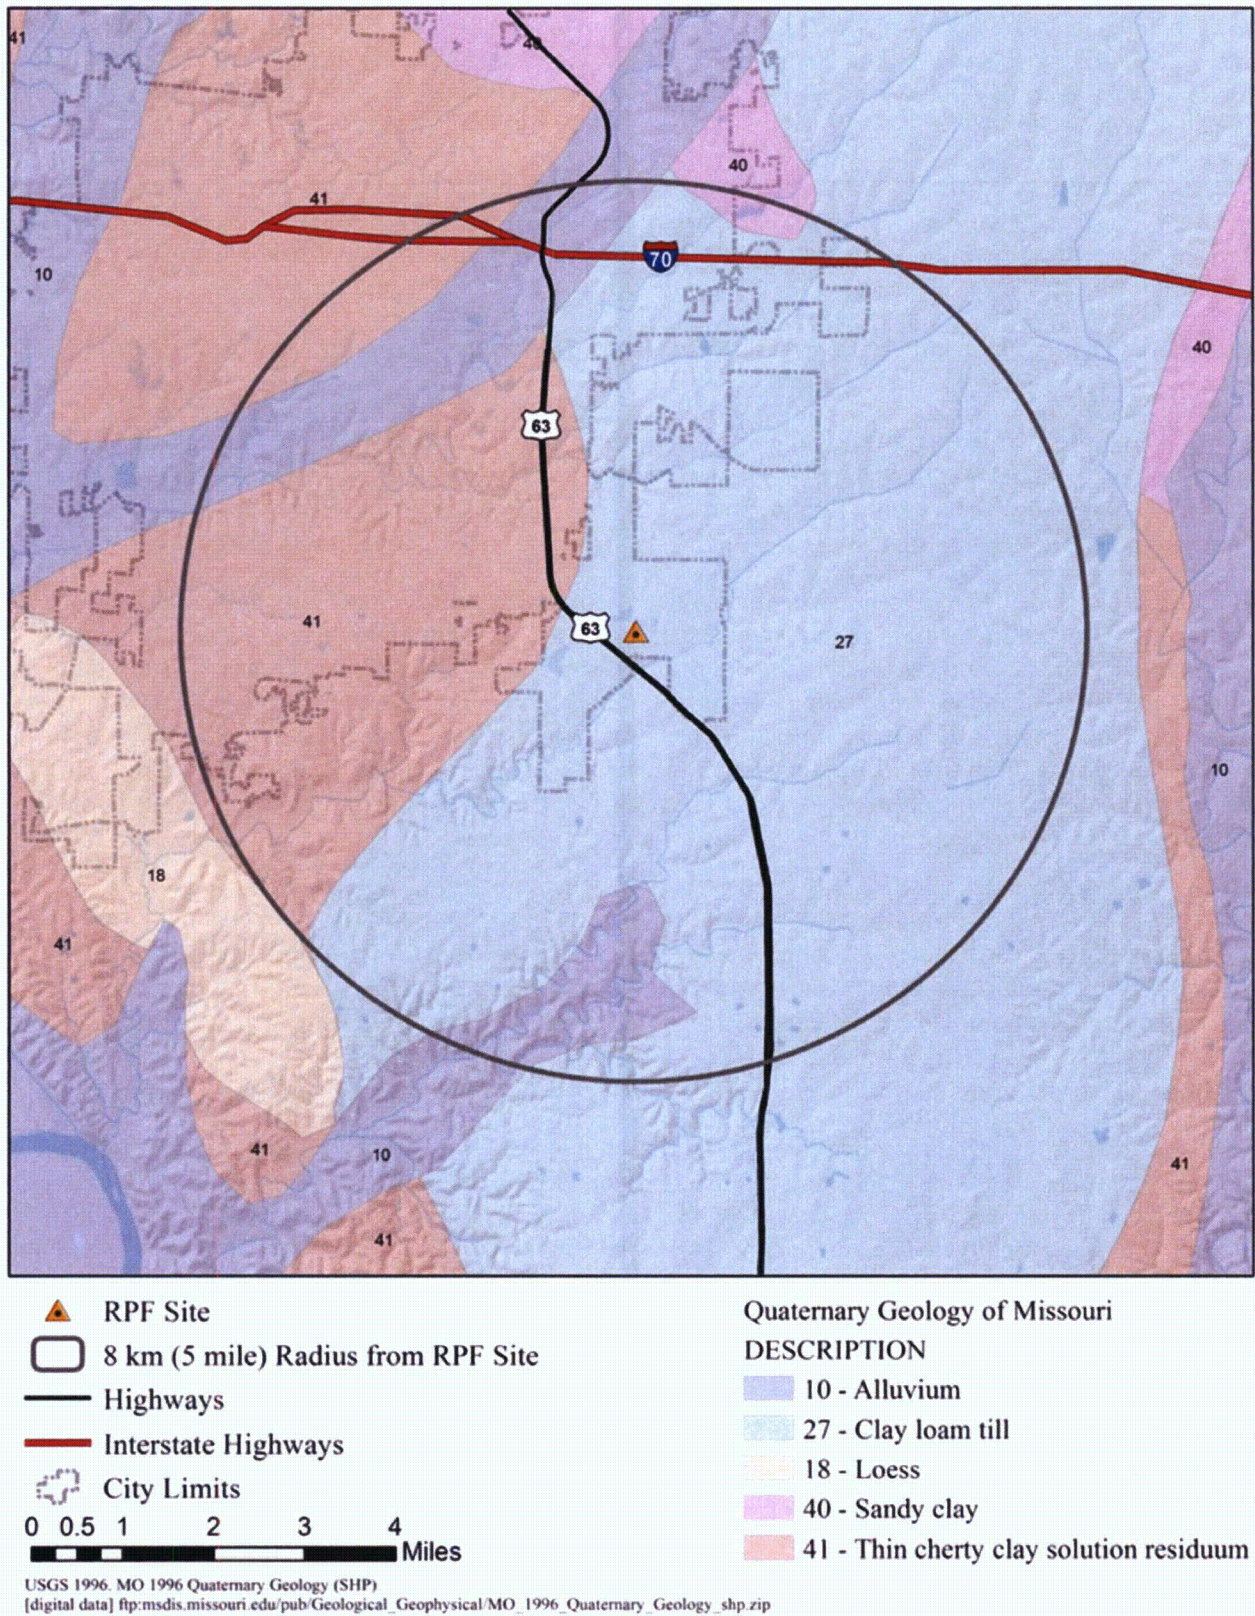 41
40
40
41
70
10
40
63
41
63
27
10
18
41
41
10
41
41
RPF Site
8 km (5 mile) Radius from RPF Site
Highways
Interstate Highways
City Limits
0 0.5 1 2 3 4
Miles
Quaternary Geology of Missouri
DESCRIPTION
10 - Alluvium
27 - Clay loam till
18 - Loess
40 - Sandy clay
41 - Thin cherty clay solution residuum
USGS 1996. MO 1996 Quaternary Geology (SHP)
[digital data] ftp:msdis.missouri.edu/pub/Geological_Geophysical/MO_1996_Quaternary_Geology_shp.zip